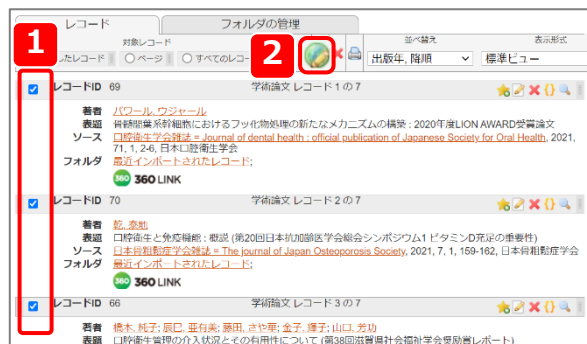 レコード フォルダの管理
対象レコード 並べ替え 表示形式
1 したレコード ページ すべてのレコー 2 出版年, 降順 標準ビュー
レコードID 69 学術論文 レコード 1 の 7
著者 パワール, ウジャール
表題 骨髄間葉系幹細胞におけるフッ化物処理の新たなメカニズムの構築 : 2020年度LION AWARD受賞論文
ソース 口腔衛生学会雑誌 = Journal of dental health : official publication of Japanese Society for Oral Health, 2021,
71, 1, 2-6, 日本口腔衛生学会
フォルダ 最近インポートされたレコード;
360 360 LINK
レコードID 70 学術論文 レコード 2 の 7
著者 乾, 泰地
表題 口腔衛生と免疫機能 : 概説 (第20回日本抗加齢医学会総会シンポジウム1 ビタミンD充足の重要性)
ソース 日本骨粗鬆症学会雑誌 = The journal of Japan Osteoporosis Society, 2021, 7, 1, 159-162, 日本骨粗鬆症学会
フォルダ 最近インポートされたレコード;
360 360 LINK
レコードID 66 学術論文 レコード 3 の 7
著者 橋本, 純子; 辰巳, 亜有美; 藤田, さや華; 金子, 輝子; 山口, 芳功
表題 口腔衛生管理の介入状況とその有用性について (第38回滋賀県社会福祉学会奨励賞レポート)